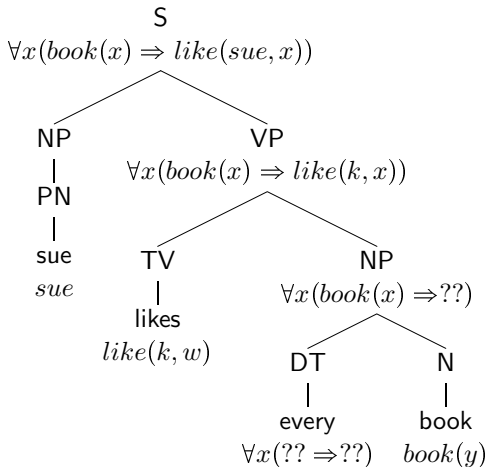 S
∀x(book(x) ⇒ like(sue, x))
NP VP
∀x(book(x) ⇒ like(k, x))
PN
sue TV NP
sue ∀x(book(x) ⇒??)
likes
like(k, w)
DT N
every book
∀x(?? ⇒??) book(y)